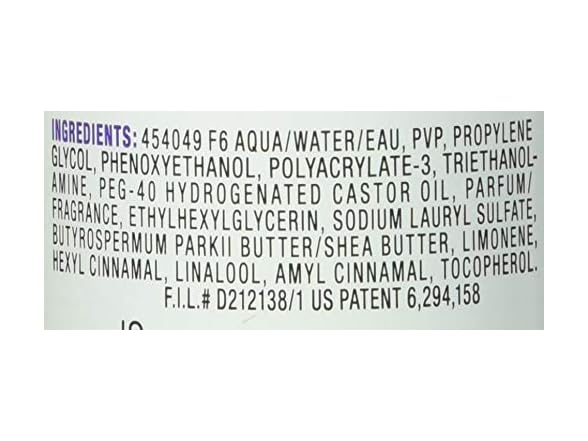 INGREDIENTS: 454049 F6 AQUA/WATER/EAU, PVP, PROPYLENE
GLYCOL, PHENOXYETHANOL, POLYACRYLATE-3, TRIETHANOL-
AMINE, PEG-40 HYDROGENATED CASTOR OIL, PARFUM/
FRAGRANCE, ETHYLHEXYLGLYCERIN, SODIUM LAURYL SULFATE,
BUTYROSPERMUM PARKII BUTTER/SHEA BUTTER, LIMONENE,
HEXYL CINNAMAL, LINALOOL, AMYL CINNAMAL, TOCOPHEROL.
F.I.L.# D212138/1 US PATENT 6,294,158